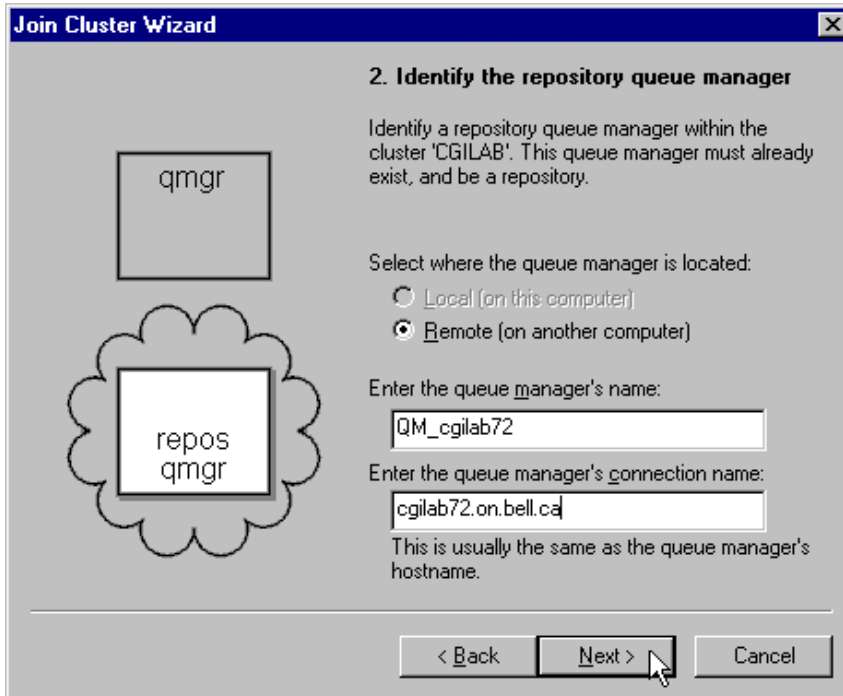 Join Cluster Wizard
2. Identify the repository queue manager
Identify a repository queue manager within the
cluster 'CGILAB'. This queue manager must already
exist, and be a repository.
qmgr
Select where the queue manager is located:
Local (on this computer)
Remote (on another computer)
Enter the queue manager's name:
QM_cgilab72
repos
qmgr
Enter the queue manager's connection name:
cgilab72.on.bell.ca
This is usually the same as the queue manager's
hostname.
< Back
Next >
Cancel